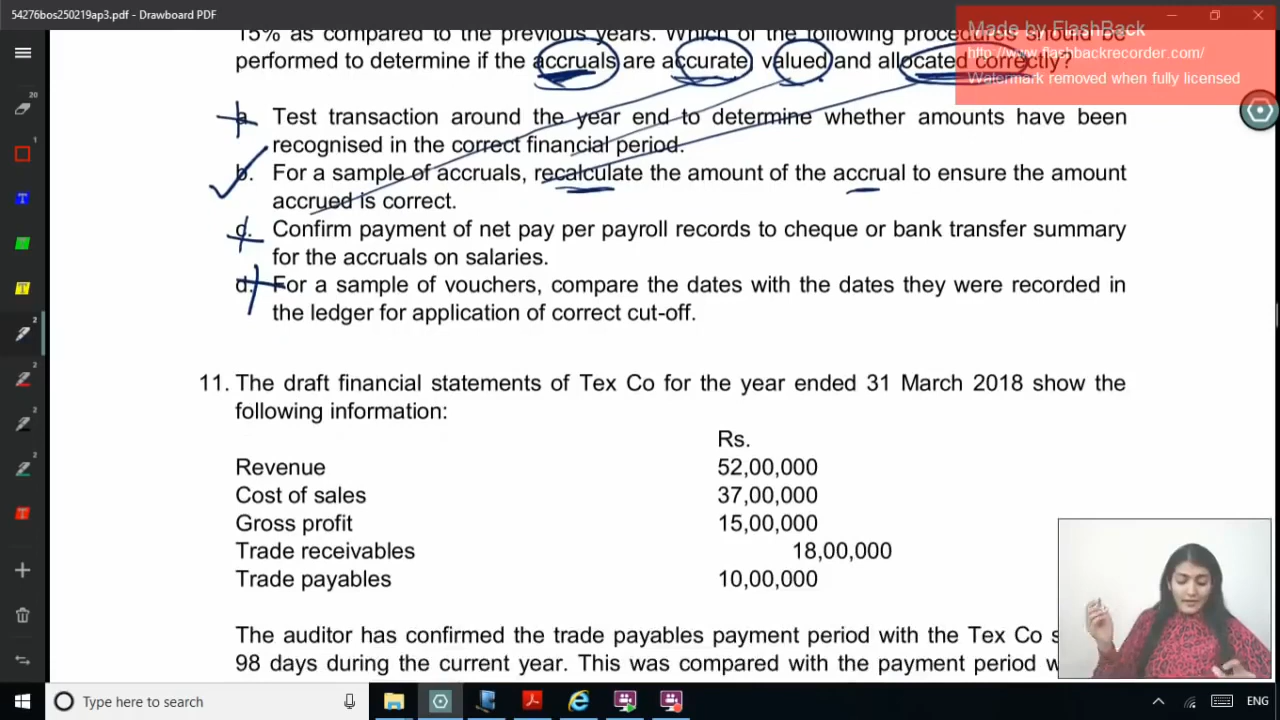 54276bos250219ap3.pdf - Drawboard PDF
Made by FlashBack
http://www.flashbackrecorder.com/
Watermark removed when fully licensed
15% as compared to the previous years. Which of the following procedures should be
performed to determine if the accruals are accurate, valued and allocated correctly?
a. Test transaction around the year end to determine whether amounts have been
recognised in the correct financial period.
b. For a sample of accruals, recalculate the amount of the accrual to ensure the amount
accrued is correct.
c. Confirm payment of net pay per payroll records to cheque or bank transfer summary
for the accruals on salaries.
d. For a sample of vouchers, compare the dates with the dates they were recorded in
the ledger for application of correct cut-off.
11. The draft financial statements of Tex Co for the year ended 31 March 2018 show the
following information:
Rs.
Revenue 52,00,000
Cost of sales 37,00,000
Gross profit 15,00,000
Trade receivables 18,00,000
Trade payables 10,00,000
The auditor has confirmed the trade payables payment period with the Tex Co
98 days during the current year. This was compared with the payment period
Type here to search
ENG